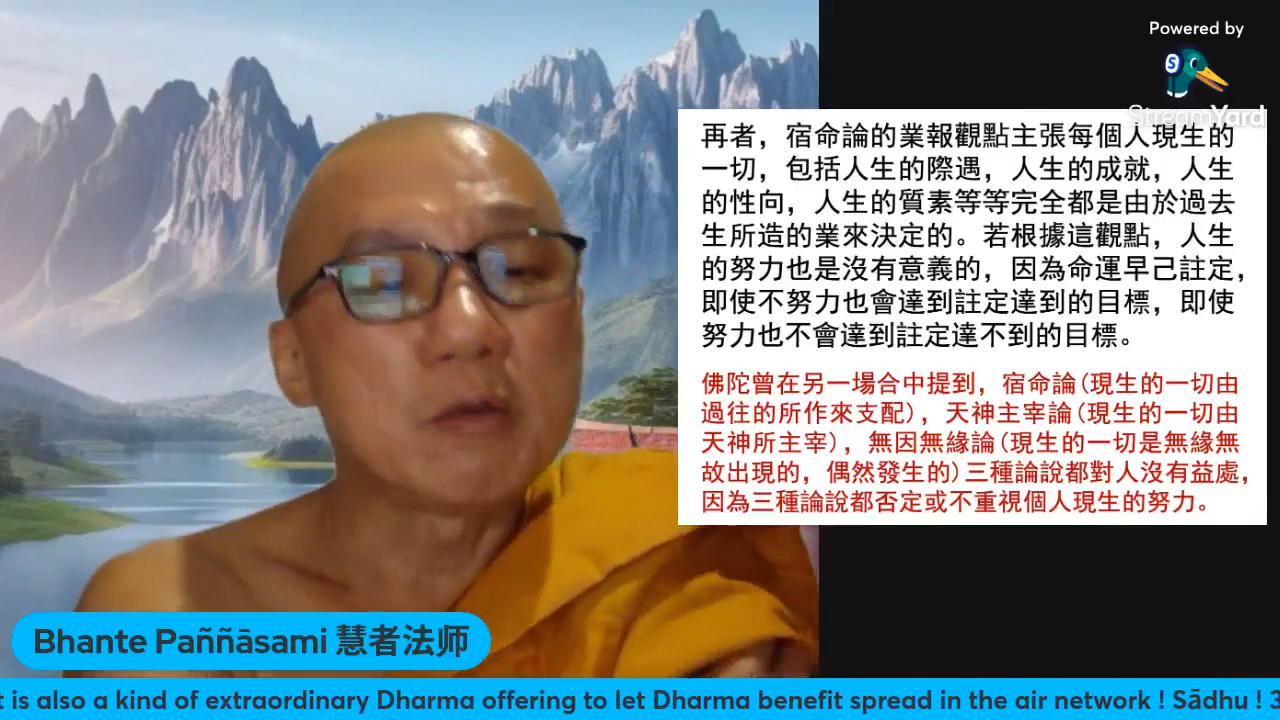 Powered by
StreamYard
再者，宿命論的業報觀點主張每個人現生的
一切，包括人生的際遇，人生的成就，人生
的性向，人生的質素等等完全都是由於過去
生所造的業來決定的。若根據這觀點，人生
的努力也是沒有意義的，因為命運早己註定，
即使不努力也會達到註定達到的目標，即使
努力也不會達到註定達不到的目標。
佛陀曾在另一場合中提到，宿命論(現生的一切由
過往的所作來支配)，天神主宰論(現生的一切由
天神所主宰)，無因無緣論(現生的一切是無緣無
故出現的，偶然發生的)三種論說都對人沒有益處，
因為三種論說都否定或不重視個人現生的努力。
Bhante Paññāsami 慧者法师
t is also a kind of extraordinary Dharma offering to let Dharma benefit spread in the air network ! Sādhu ! 3